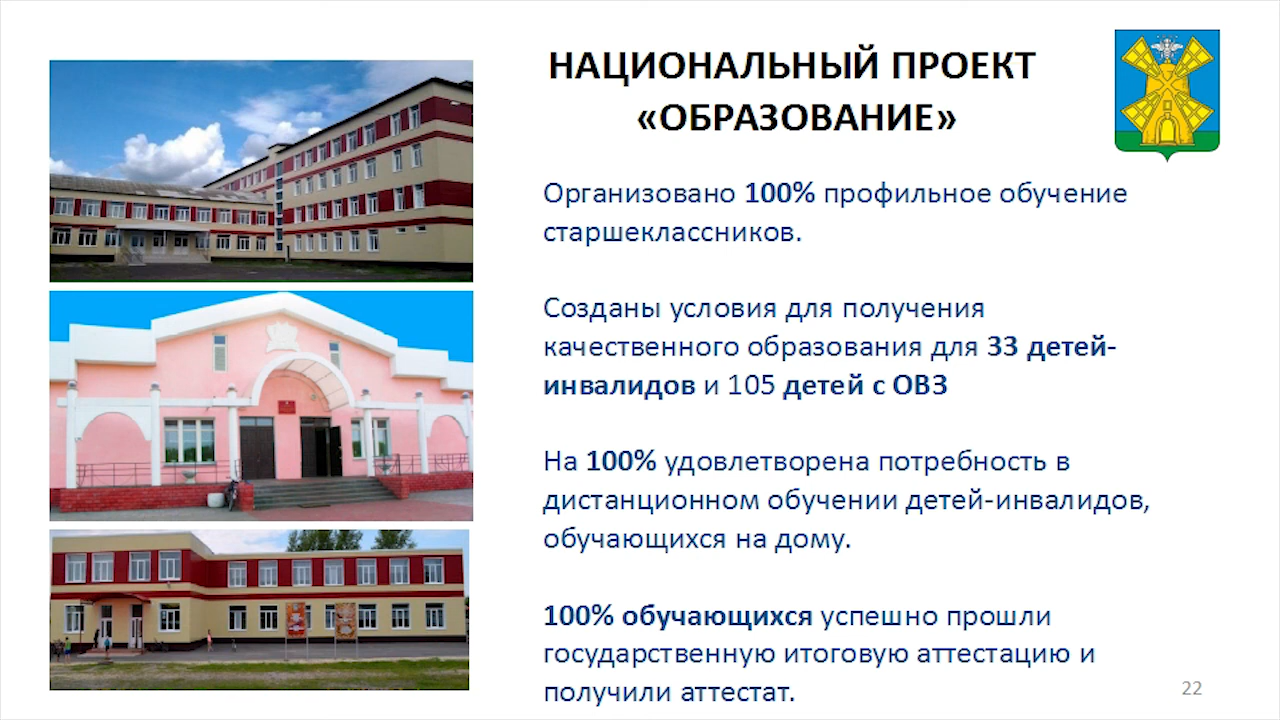 НАЦИОНАЛЬНЫЙ ПРОЕКТ
«ОБРАЗОВАНИЕ»
Организовано 100% профильное обучение
старшеклассников.
Созданы условия для получения
качественного образования для 33 детей-
инвалидов и 105 детей с ОВЗ
На 100% удовлетворена потребность в
дистанционном обучении детей-инвалидов,
обучающихся на дому.
100% обучающихся успешно прошли
государственную итоговую аттестацию и
получили аттестат.
22